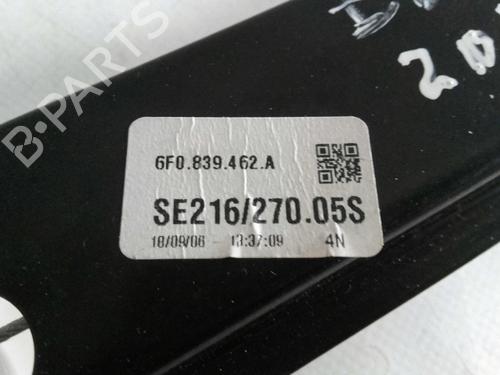 B-PARTS
6F0.839.462.A
SE216/270.05S
18/09/06 - 13:37:09 4N